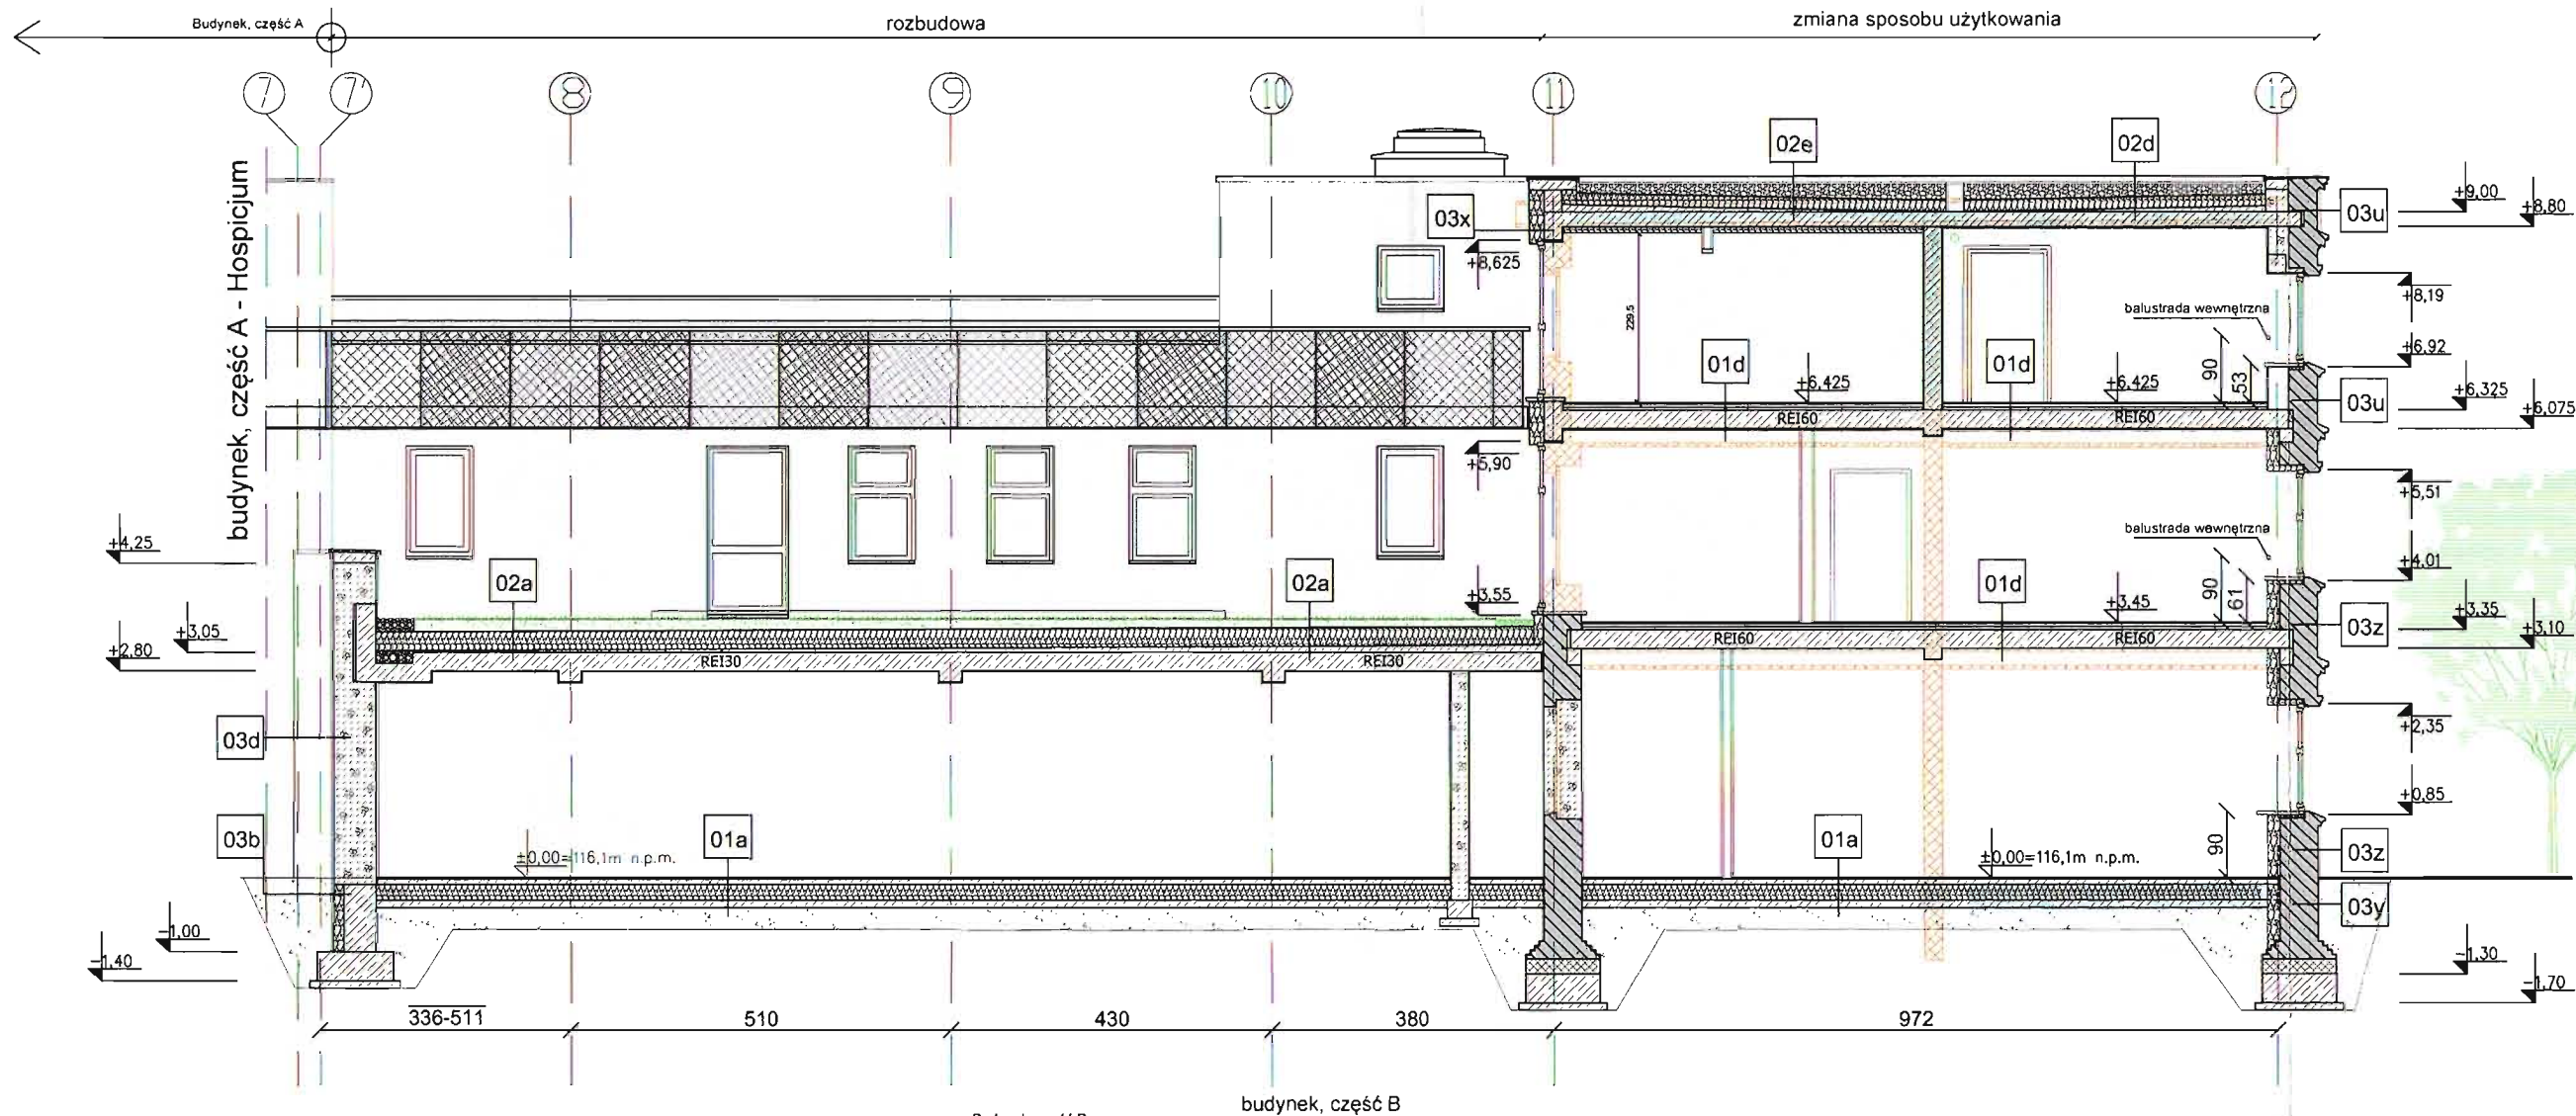 Budynek, część A
rozbudowa
zmiana sposobu użytkowania
7
7'
8
9
10
11
12
budynek, część A - Hospicjum
02e
02d
03x
03u
+9,00
+8,80
+8,625
+8,19
229.5
balustrada wewnętrzna
+6,92
01d
01d
90
53
+6,425
+6,425
+6,325
03u
REI60
REI60
+6,075
+5,90
+5,51
balustrada wewnętrzna
+4,25
+4,01
02a
02a
01d
90
61
+3,55
+3,45
+3,35
03z
+3,05
+3,10
REI60
REI60
+2,80
REI30
REI30
03d
+2,35
+0,85
03b
01a
01a
90
±0,00=116,1m n.p.m.
±0,00=116,1m n.p.m.
03z
03y
-1,00
-1,40
-1,30
-1,70
336-511
510
430
380
972
budynek, część B